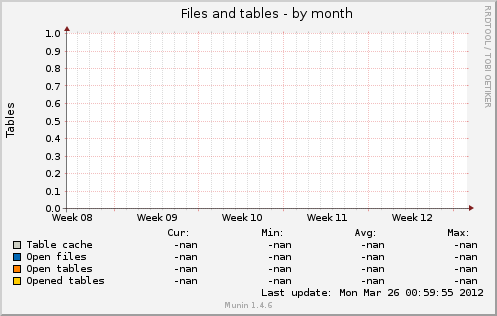 Files and tables - by month
RRDTOOL / TOBI OETIKER
Tables
1.0
0.9
0.8
0.7
0.6
0.5
0.4
0.3
0.2
0.1
0.0
Week 08 Week 09 Week 10 Week 11 Week 12
Cur: Min: Avg: Max:
Table cache -nan -nan -nan -nan
Open files -nan -nan -nan -nan
Open tables -nan -nan -nan -nan
Opened tables -nan -nan -nan -nan
Last update: Mon Mar 26 00:59:55 2012
Munin 1.4.6